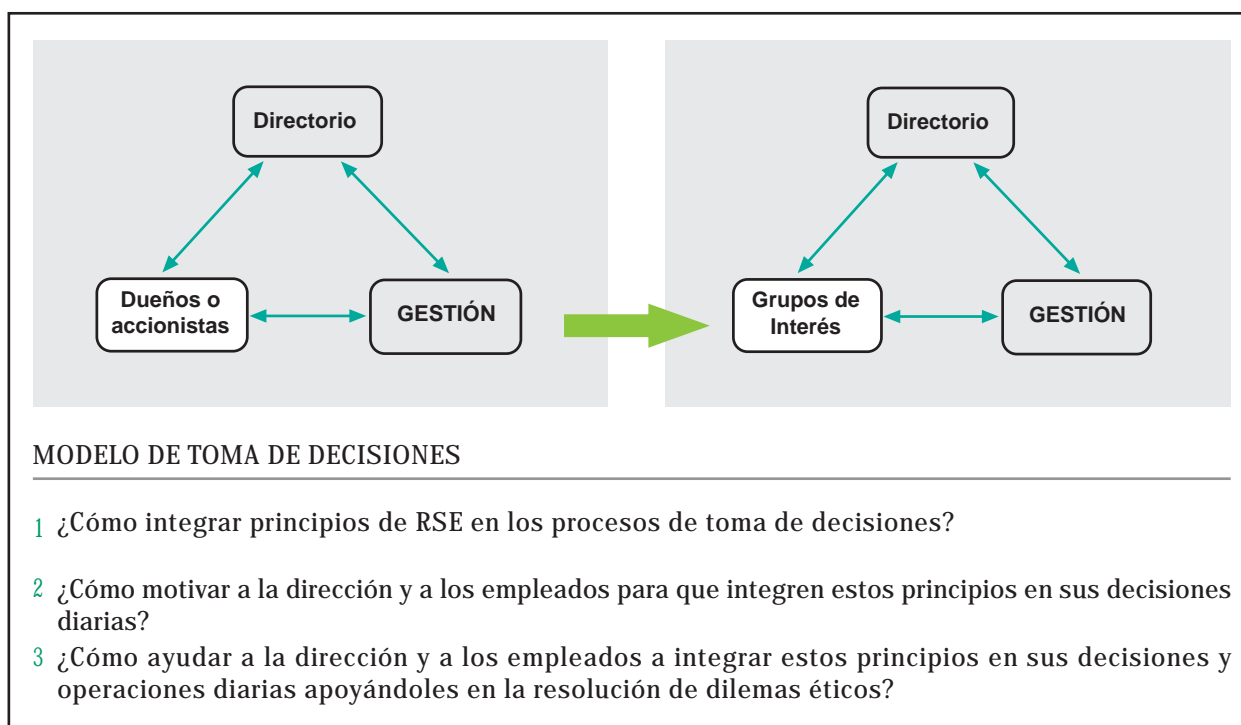 Directorio
Dueños o
accionistas
GESTIÓN
Directorio
Grupos de
Interés
GESTIÓN
MODELO DE TOMA DE DECISIONES
1 ¿Cómo integrar principios de RSE en los procesos de toma de decisiones?
2 ¿Cómo motivar a la dirección y a los empleados para que integren estos principios en sus decisiones
diarias?
3 ¿Cómo ayudar a la dirección y a los empleados a integrar estos principios en sus decisiones y
operaciones diarias apoyándoles en la resolución de dilemas éticos?